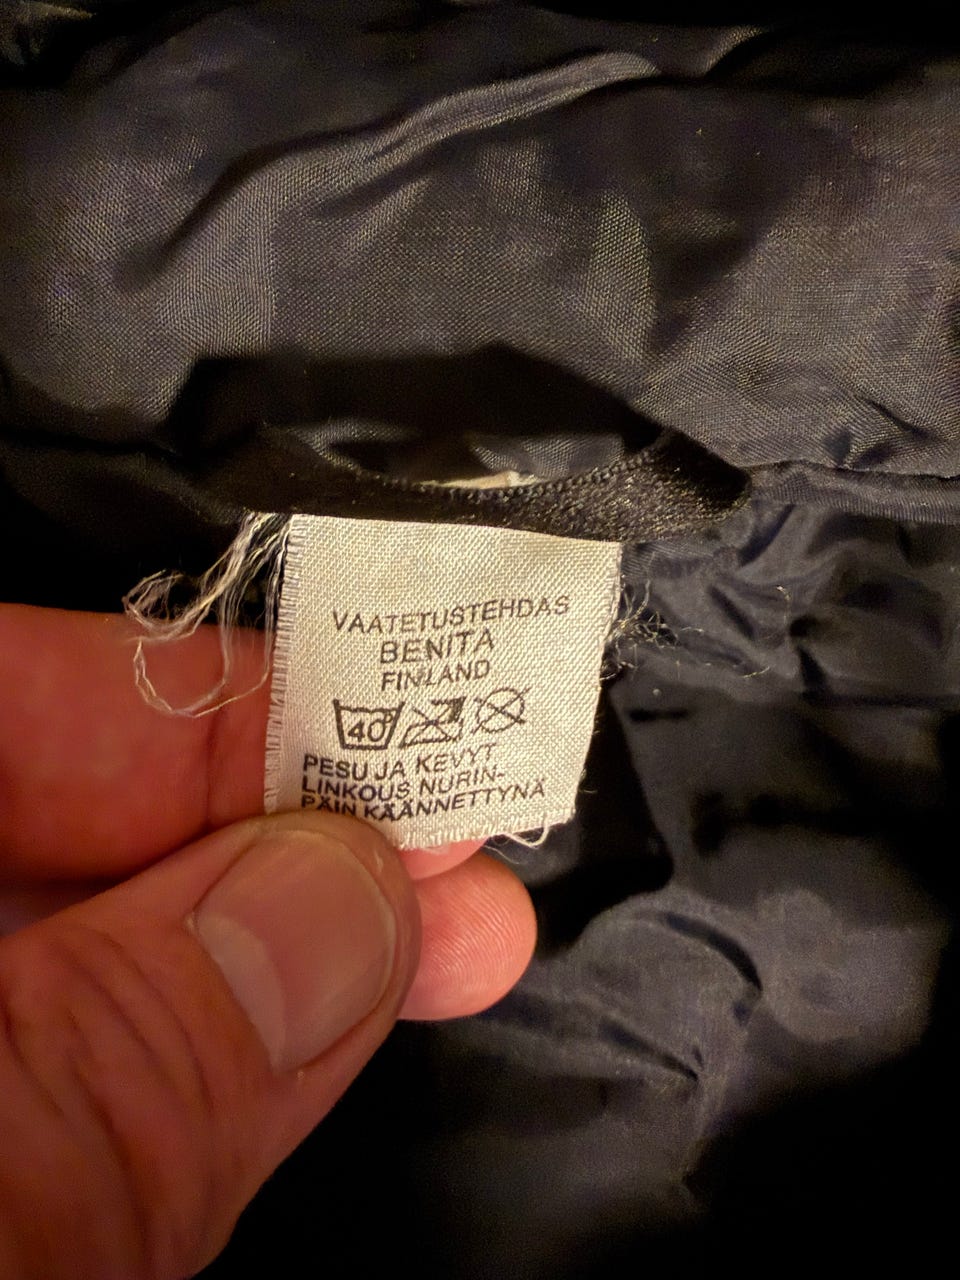 VAATETUSTEHDAS
BENITA
FINLAND
40°
PESU JA KEVYT
LINKOUS NURIN-
PÄIN KÄÄNNETTYNÄ